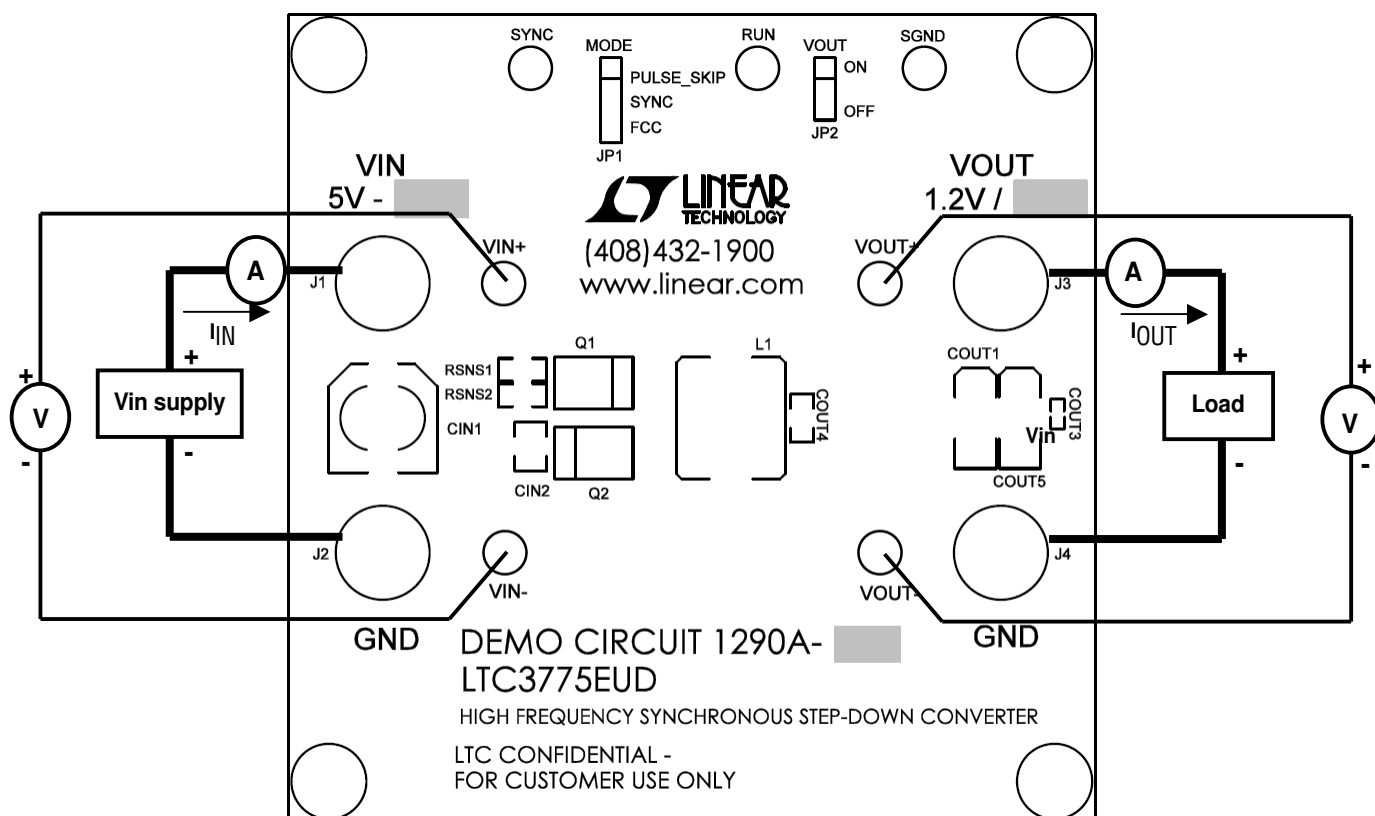 SYNC
MODE
RUN
VOUT
SGND
PULSE_SKIP
SYNC
FCC
JP1
ON
OFF
JP2
VIN
5V -
LINEAR
TECHNOLOGY
(408)432-1900
www.linear.com
VOUT
1.2V /
VIN+
VOUT+
A
J1
IIN
J3
A
IOUT
+
V
-
+
Vin supply
-
RSNS1
RSNS2
CIN1
CIN2
Q1
Q2
L1
COUT4
COUT1
Vin
COUT3
COUT5
+
Load
-
+
V
-
J2
VIN-
VOUT-
J4
GND
GND
DEMO CIRCUIT 1290A-
LTC3775EUD
HIGH FREQUENCY SYNCHRONOUS STEP-DOWN CONVERTER
LTC CONFIDENTIAL -
FOR CUSTOMER USE ONLY